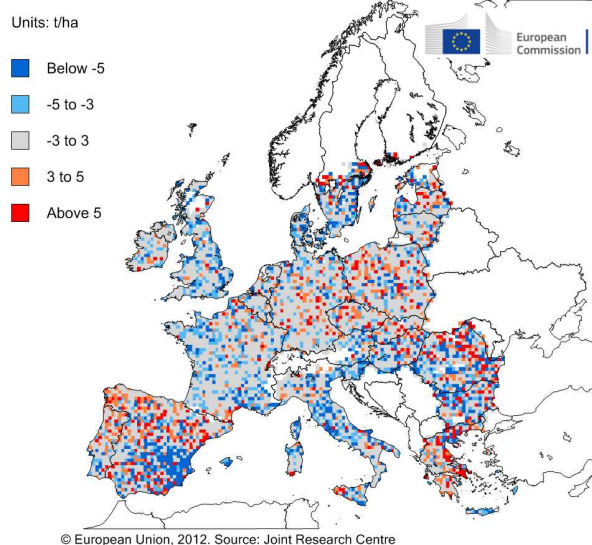 Units: t/ha
European
Commission
Below -5
-5 to -3
-3 to 3
3 to 5
Above 5
© European Union, 2012. Source: Joint Research Centre